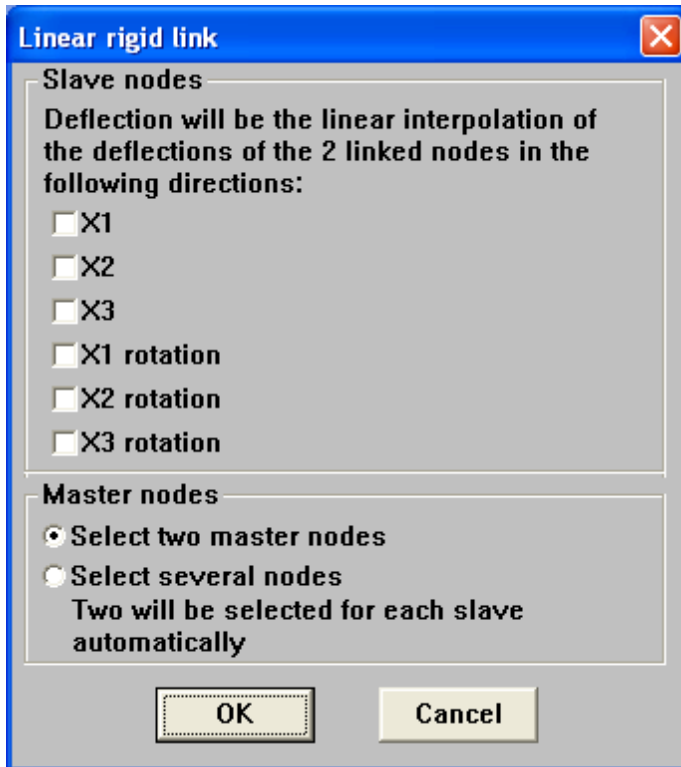 Linear rigid link
Slave nodes
Deflection will be the linear interpolation of
the deflections of the 2 linked nodes in the
following directions:
X1
X2
X3
X1 rotation
X2 rotation
X3 rotation
Master nodes
Select two master nodes
Select several nodes
Two will be selected for each slave
automatically
OK Cancel